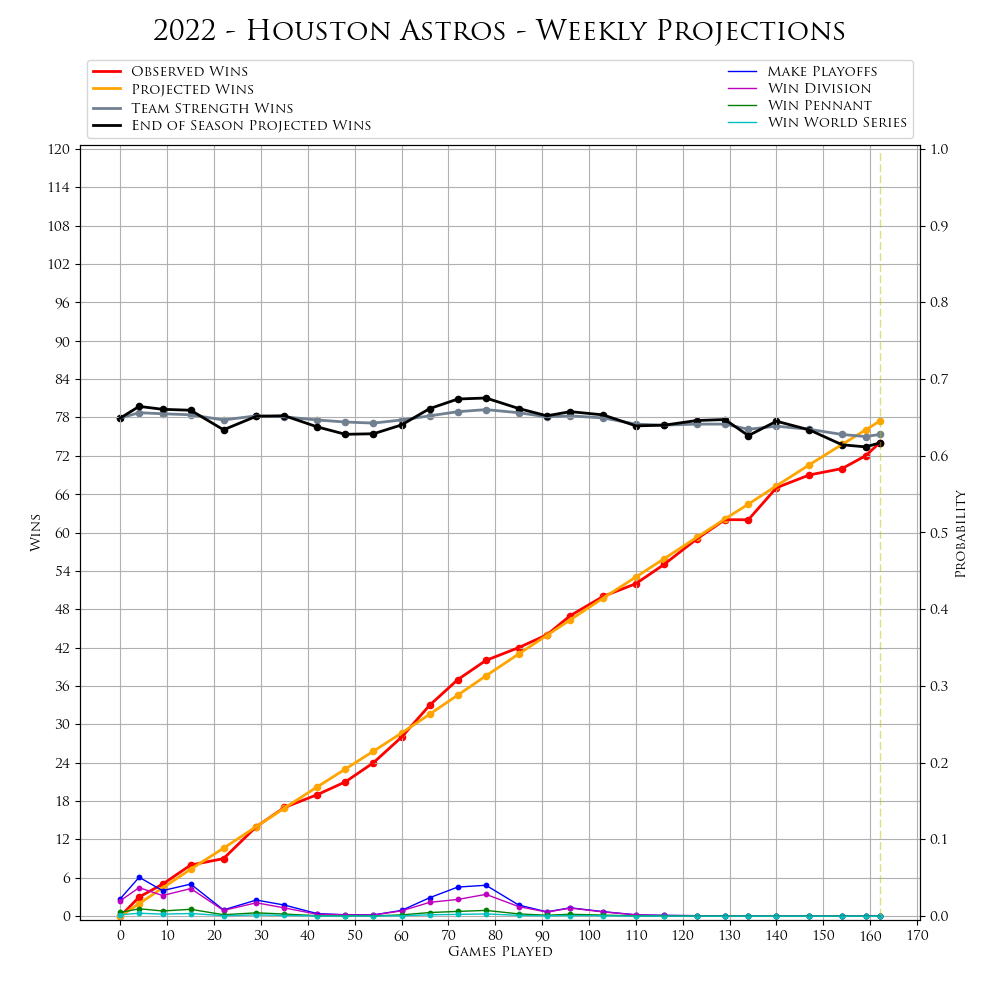 2022 - Houston Astros - Weekly Projections
Observed Wins
Projected Wins
Team Strength Wins
End of Season Projected Wins
Make Playoffs
Win Division
Win Pennant
Win World Series
120
114
108
102
96
90
84
78
72
66
60
54
48
42
36
30
24
18
12
6
0
Wins
1.0
0.9
0.8
0.7
0.6
0.5
0.4
0.3
0.2
0.1
0.0
Probability
0 10 20 30 40 50 60 70 80 90 100 110 120 130 140 150 160 170
Games Played